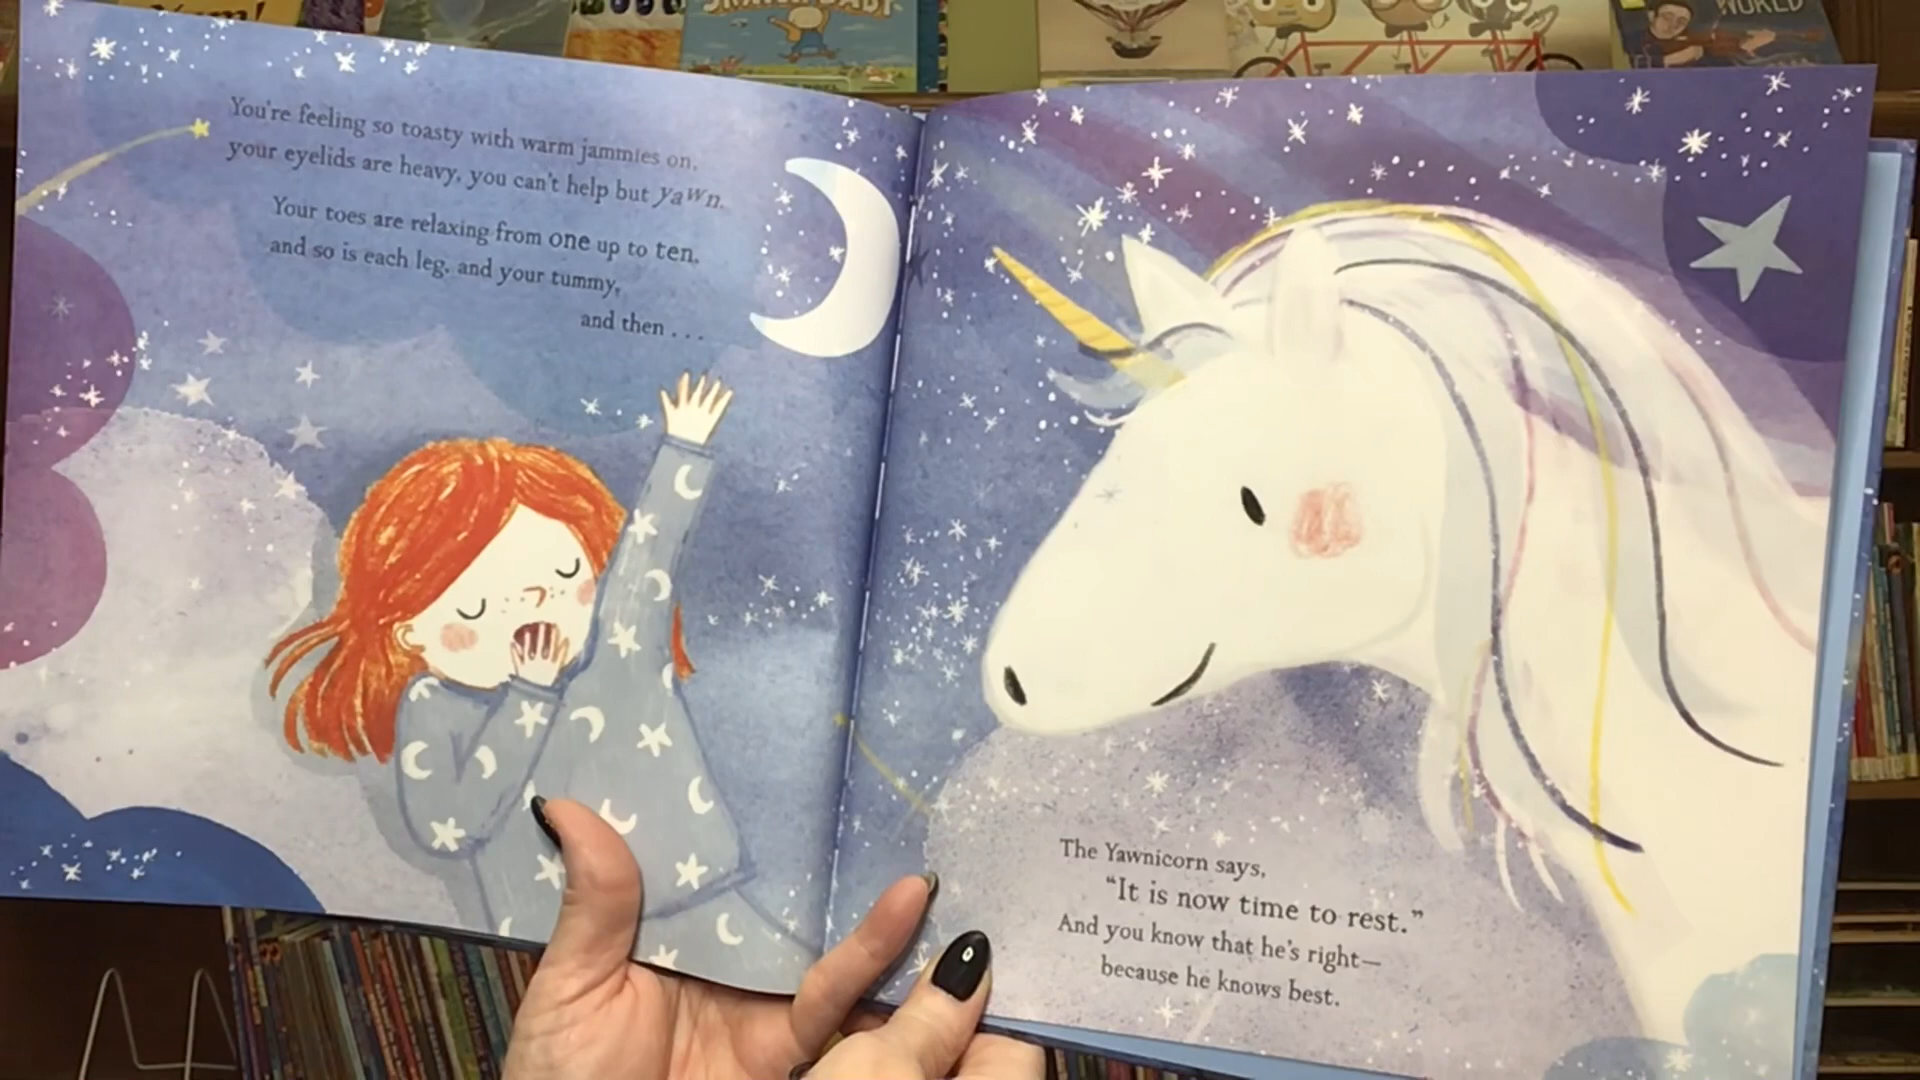 Yum!
WORLD
You're feeling so toasty with warm jammies on,
your eyelids are heavy, you can't help but yawn.
Your toes are relaxing from one up to ten,
and so is each leg, and your tummy,
and then . . .
The Yawnicorn says,
"It is now time to rest."
And you know that he's right—
because he knows best.